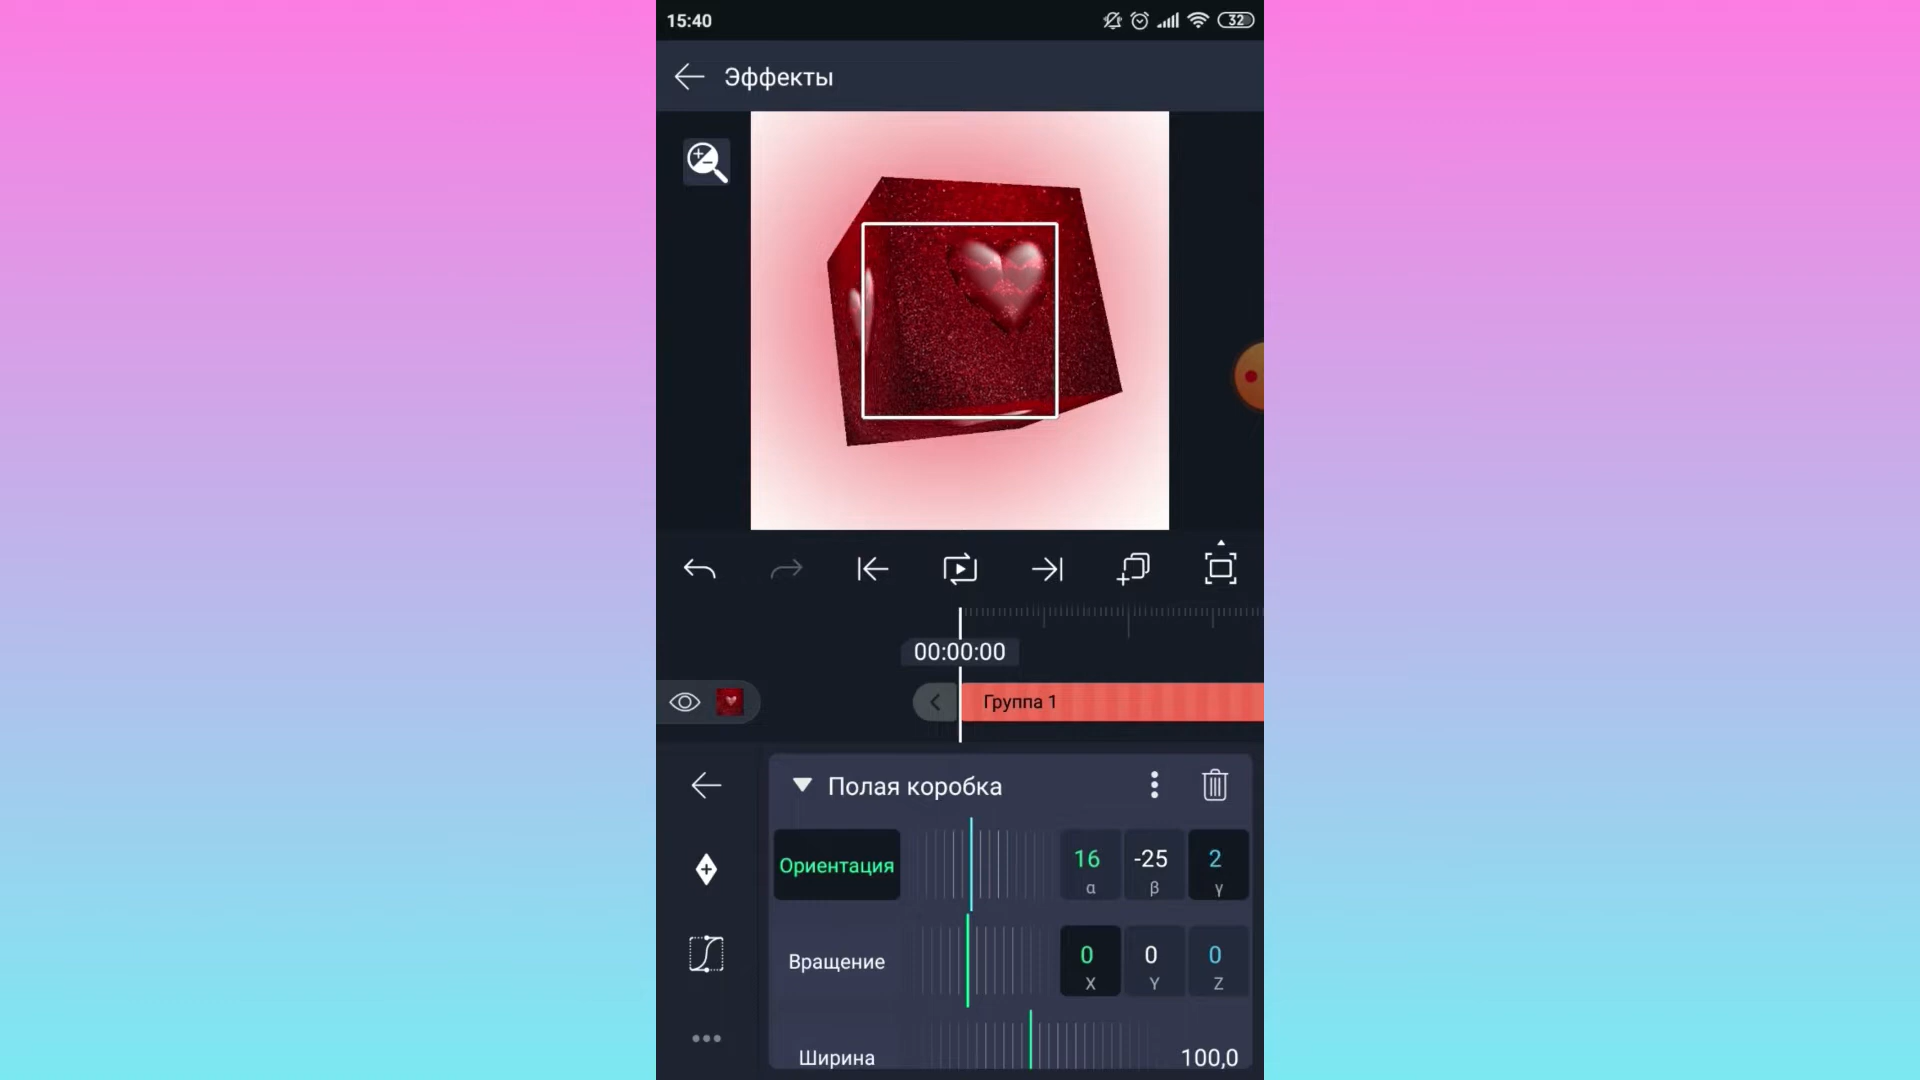 15:40
32
Эффекты
00:00:00
Группа 1
Полая коробка
Ориентация
16 -25 2
α β γ
Вращение
0 0 0
X Y Z
Ширина
100,0